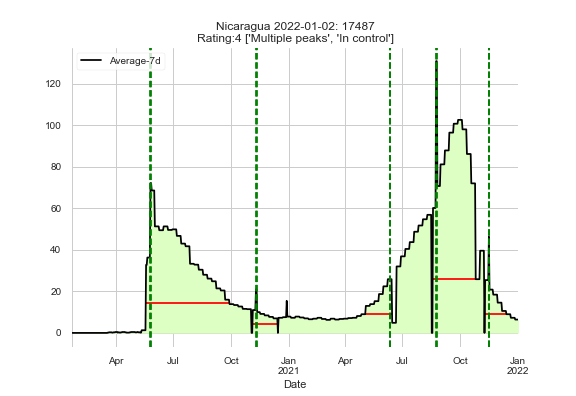 Nicaragua 2022-01-02: 17487
Rating:4 ['Multiple peaks', 'In control']
Average-7d
120
100
80
60
40
20
0
Apr
Jul
Oct
Jan
2021
Apr
Jul
Oct
Jan
2022
Date